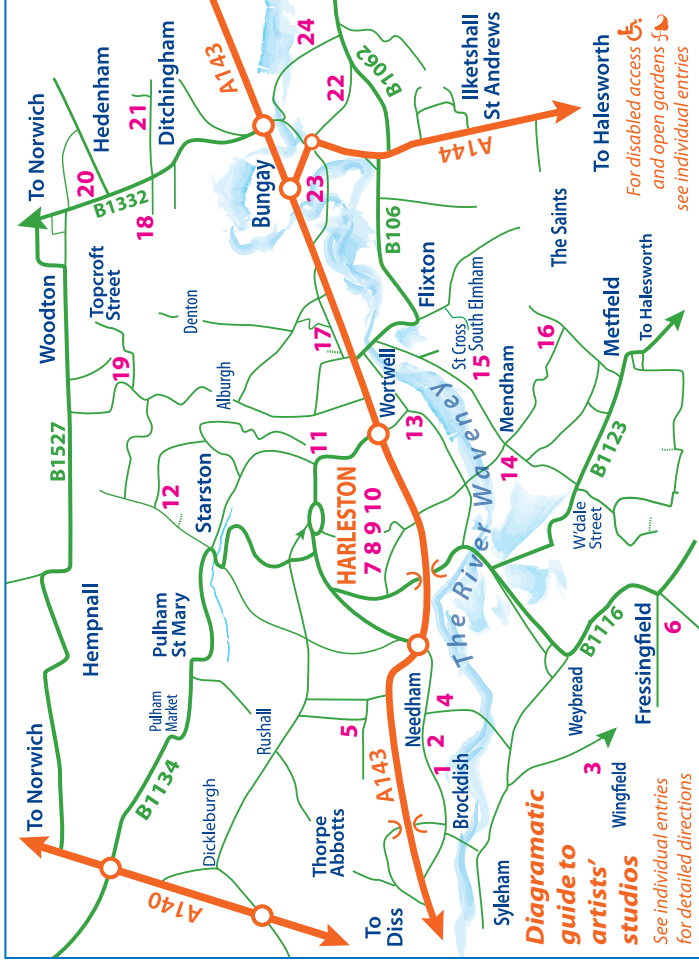 To Norwich
A140
B1134
Dickleburgh
To
Diss
Thorpe
Abbotts
Rushall
Pulham
Market
Pulham
St Mary
Hempnall
B1527
Woodton
To Norwich
B1332
20
Hedenham
21
Ditchingham
18
Topcroft
Street
19
Denton
Alburgh
12
Starston
11
HARLESTON
7 8 9 10
17
Wortwell
13
Bungay
23
A143
24
22
B1062
Ilketshall
St Andrews
A144
To Halesworth
B106
Flixton
The Saints
St Cross
South Elmham
15
Mendham
16
14
Metfield
To Halesworth
B1123
W'dale
Street
The River Waveney
A143
5
Needham
4
2
1
Brockdish
Syleham
Weybread
B1116
Fressingfield
6
3
Wingfield
Diagramatic
guide to
artists'
studios
See individual entries
for detailed directions
For disabled access
and open gardens
see individual entries